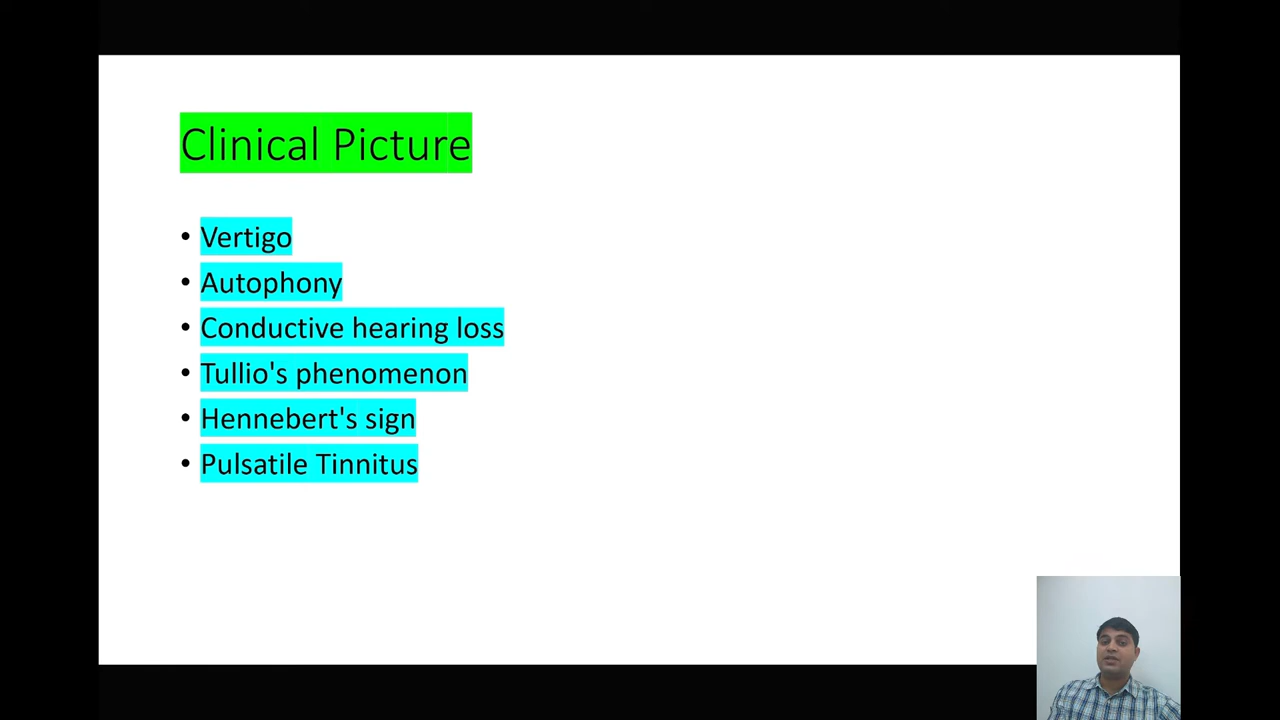 Clinical Picture
• Vertigo
• Autophony
• Conductive hearing loss
• Tullio's phenomenon
• Hennebert's sign
• Pulsatile Tinnitus